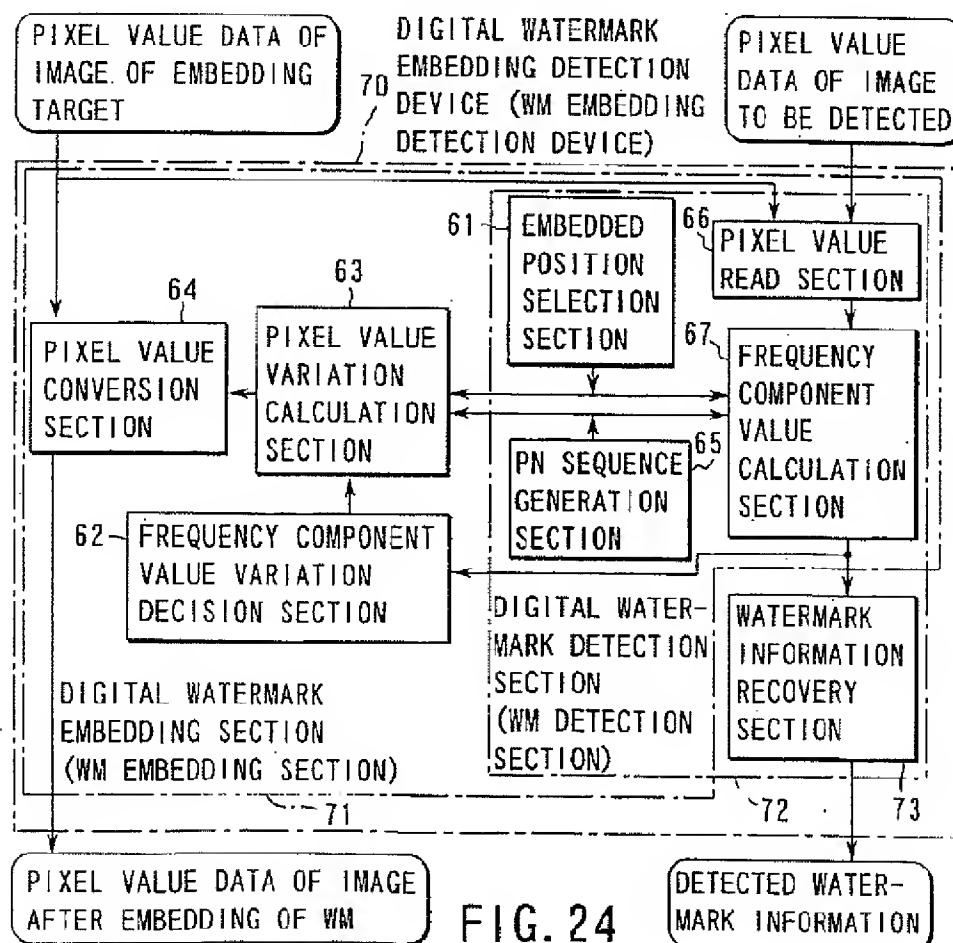 PIXEL VALUE DATA OF
IMAGE. OF EMBEDDING
TARGET
70
DIGITAL WATERMARK
EMBEDDING DETECTION
DEVICE (WM EMBEDDING
DETECTION DEVICE)
PIXEL VALUE
DATA OF IMAGE
TO BE DETECTED
61
EMBEDDED
POSITION
SELECTION
SECTION
66
PIXEL VALUE
READ SECTION
64
PIXEL VALUE
CONVERSION
SECTION
63
PIXEL VALUE
VARIATION
CALCULATION
SECTION
67
FREQUENCY
COMPONENT
VALUE
CALCULATION
SECTION
65
PN SEQUENCE
GENERATION
SECTION
62
FREQUENCY COMPONENT
VALUE VARIATION
DECISION SECTION
DIGITAL WATER-
MARK DETECTION
SECTION
(WM DETECTION
SECTION)
WATERMARK
INFORMATION
RECOVERY
SECTION
DIGITAL WATERMARK
EMBEDDING SECTION
(WM EMBEDDING SECTION)
71
72
73
PIXEL VALUE DATA OF IMAGE
AFTER EMBEDDING OF WM
FIG. 24
DETECTED WATER-
MARK INFORMATION